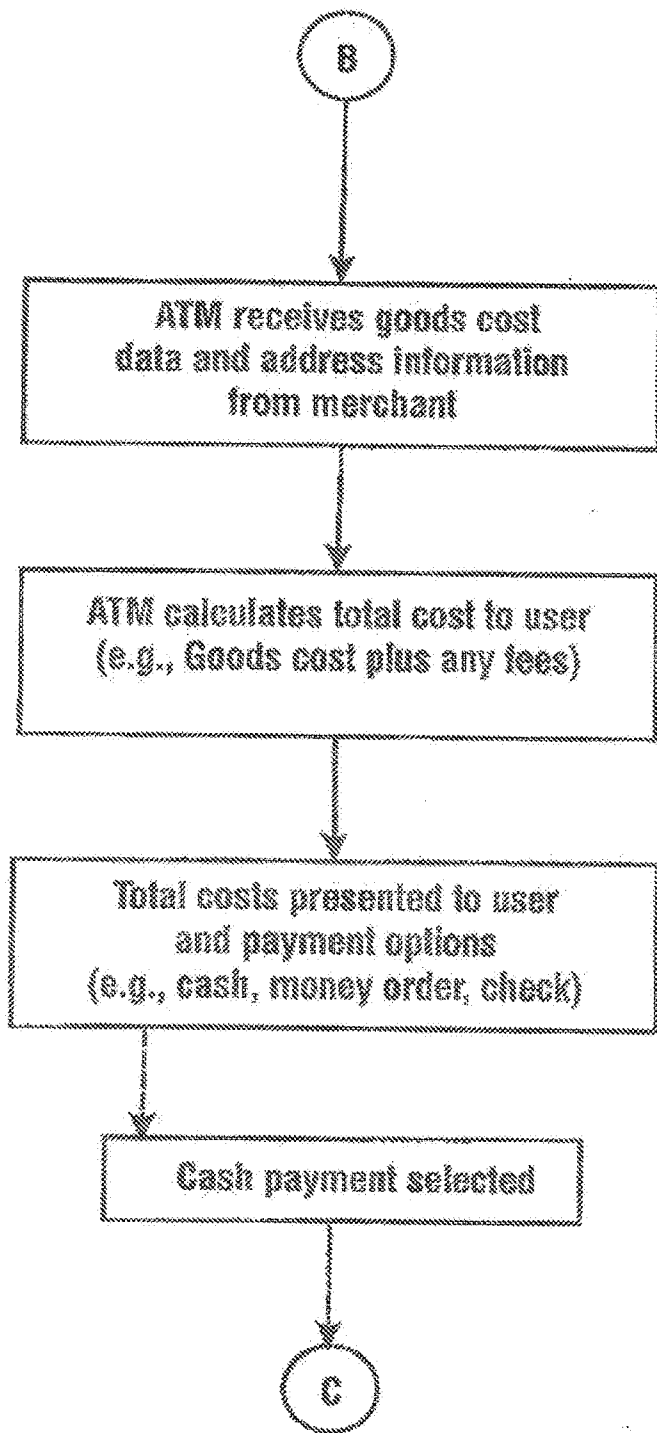 B
ATM receives goods cost
data and address information
from merchant
ATM calculates total cost to user
(e.g., Goods cost plus any fees)
Total costs presented to user
and payment options
(e.g., cash, money order, check)
Cash payment selected
C